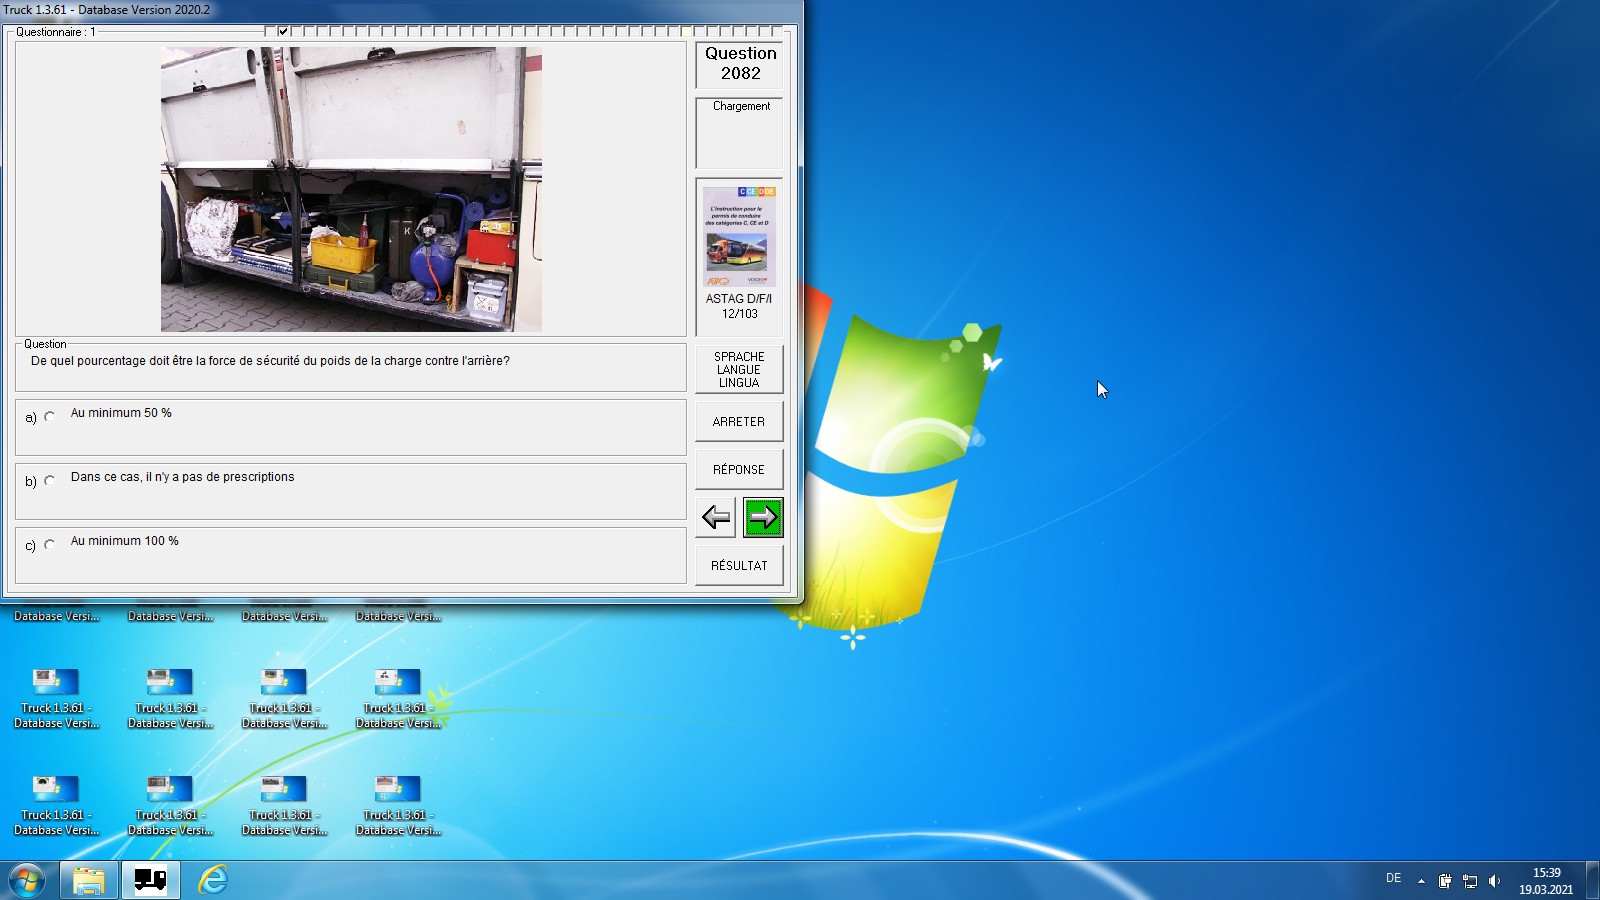 Truck 1.3.61 - Database Version 2020.2
Questionnaire : 1
Question
2082
Chargement
C CE D DE
L'instruction pour le
permis de conduire
des catégories C, CE et D
ASTAG D/F/I
12/103
K
Question
De quel pourcentage doit être la force de sécurité du poids de la charge contre l'arrière?
SPRACHE
LANGUE
LINGUA
a) Au minimum 50 %
ARRETER
b) Dans ce cas, il n'y a pas de prescriptions
RÉPONSE
c) Au minimum 100 %
RÉSULTAT
Database Versi... Database Versi... Database Versi... Database Versi...
Truck 1.3.61 - Truck 1.3.61 - Truck 1.3.61 - Truck 1.3.61 -
Database Versi... Database Versi... Database Versi... Database Versi...
Truck 1.3.61 - Truck 1.3.61 - Truck 1.3.61 - Truck 1.3.61 -
Database Versi... Database Versi... Database Versi... Database Versi...
DE
15:39
19.03.2021